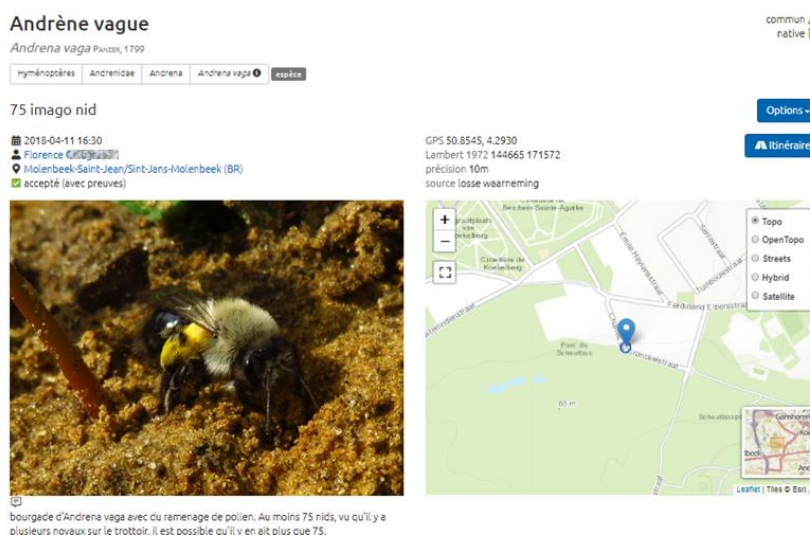 Andrène vague
commun
native
Andrena vaga Panzer, 1799
Hyménoptères Andrenidae Andrena Andrena vaga espèce
75 imago nid
Options
2018-04-11 16:30
Florence
Molenbeek-Saint-Jean/Sint-Jans-Molenbeek (BR)
accepté (avec preuves)
GPS 50.8545, 4.2930
Lambert 1972 144665 171572
précision 10m
source losse waarneming
Itinéraire
+
−
Cimetière de
Koekelberg
Ferdinand Elbersstraat
Parc du
Scheutbos
65 m
Topo
OpenTopo
Streets
Hybrid
Satellite
Leaflet | Tiles © Esri
bourgade d'Andrena vaga avec du ramenage de pollen. Au moins 75 nids, vu qu'il y a
plusieurs noyaux sur le trottoir, il est possible qu'il y en ait plus que 75.